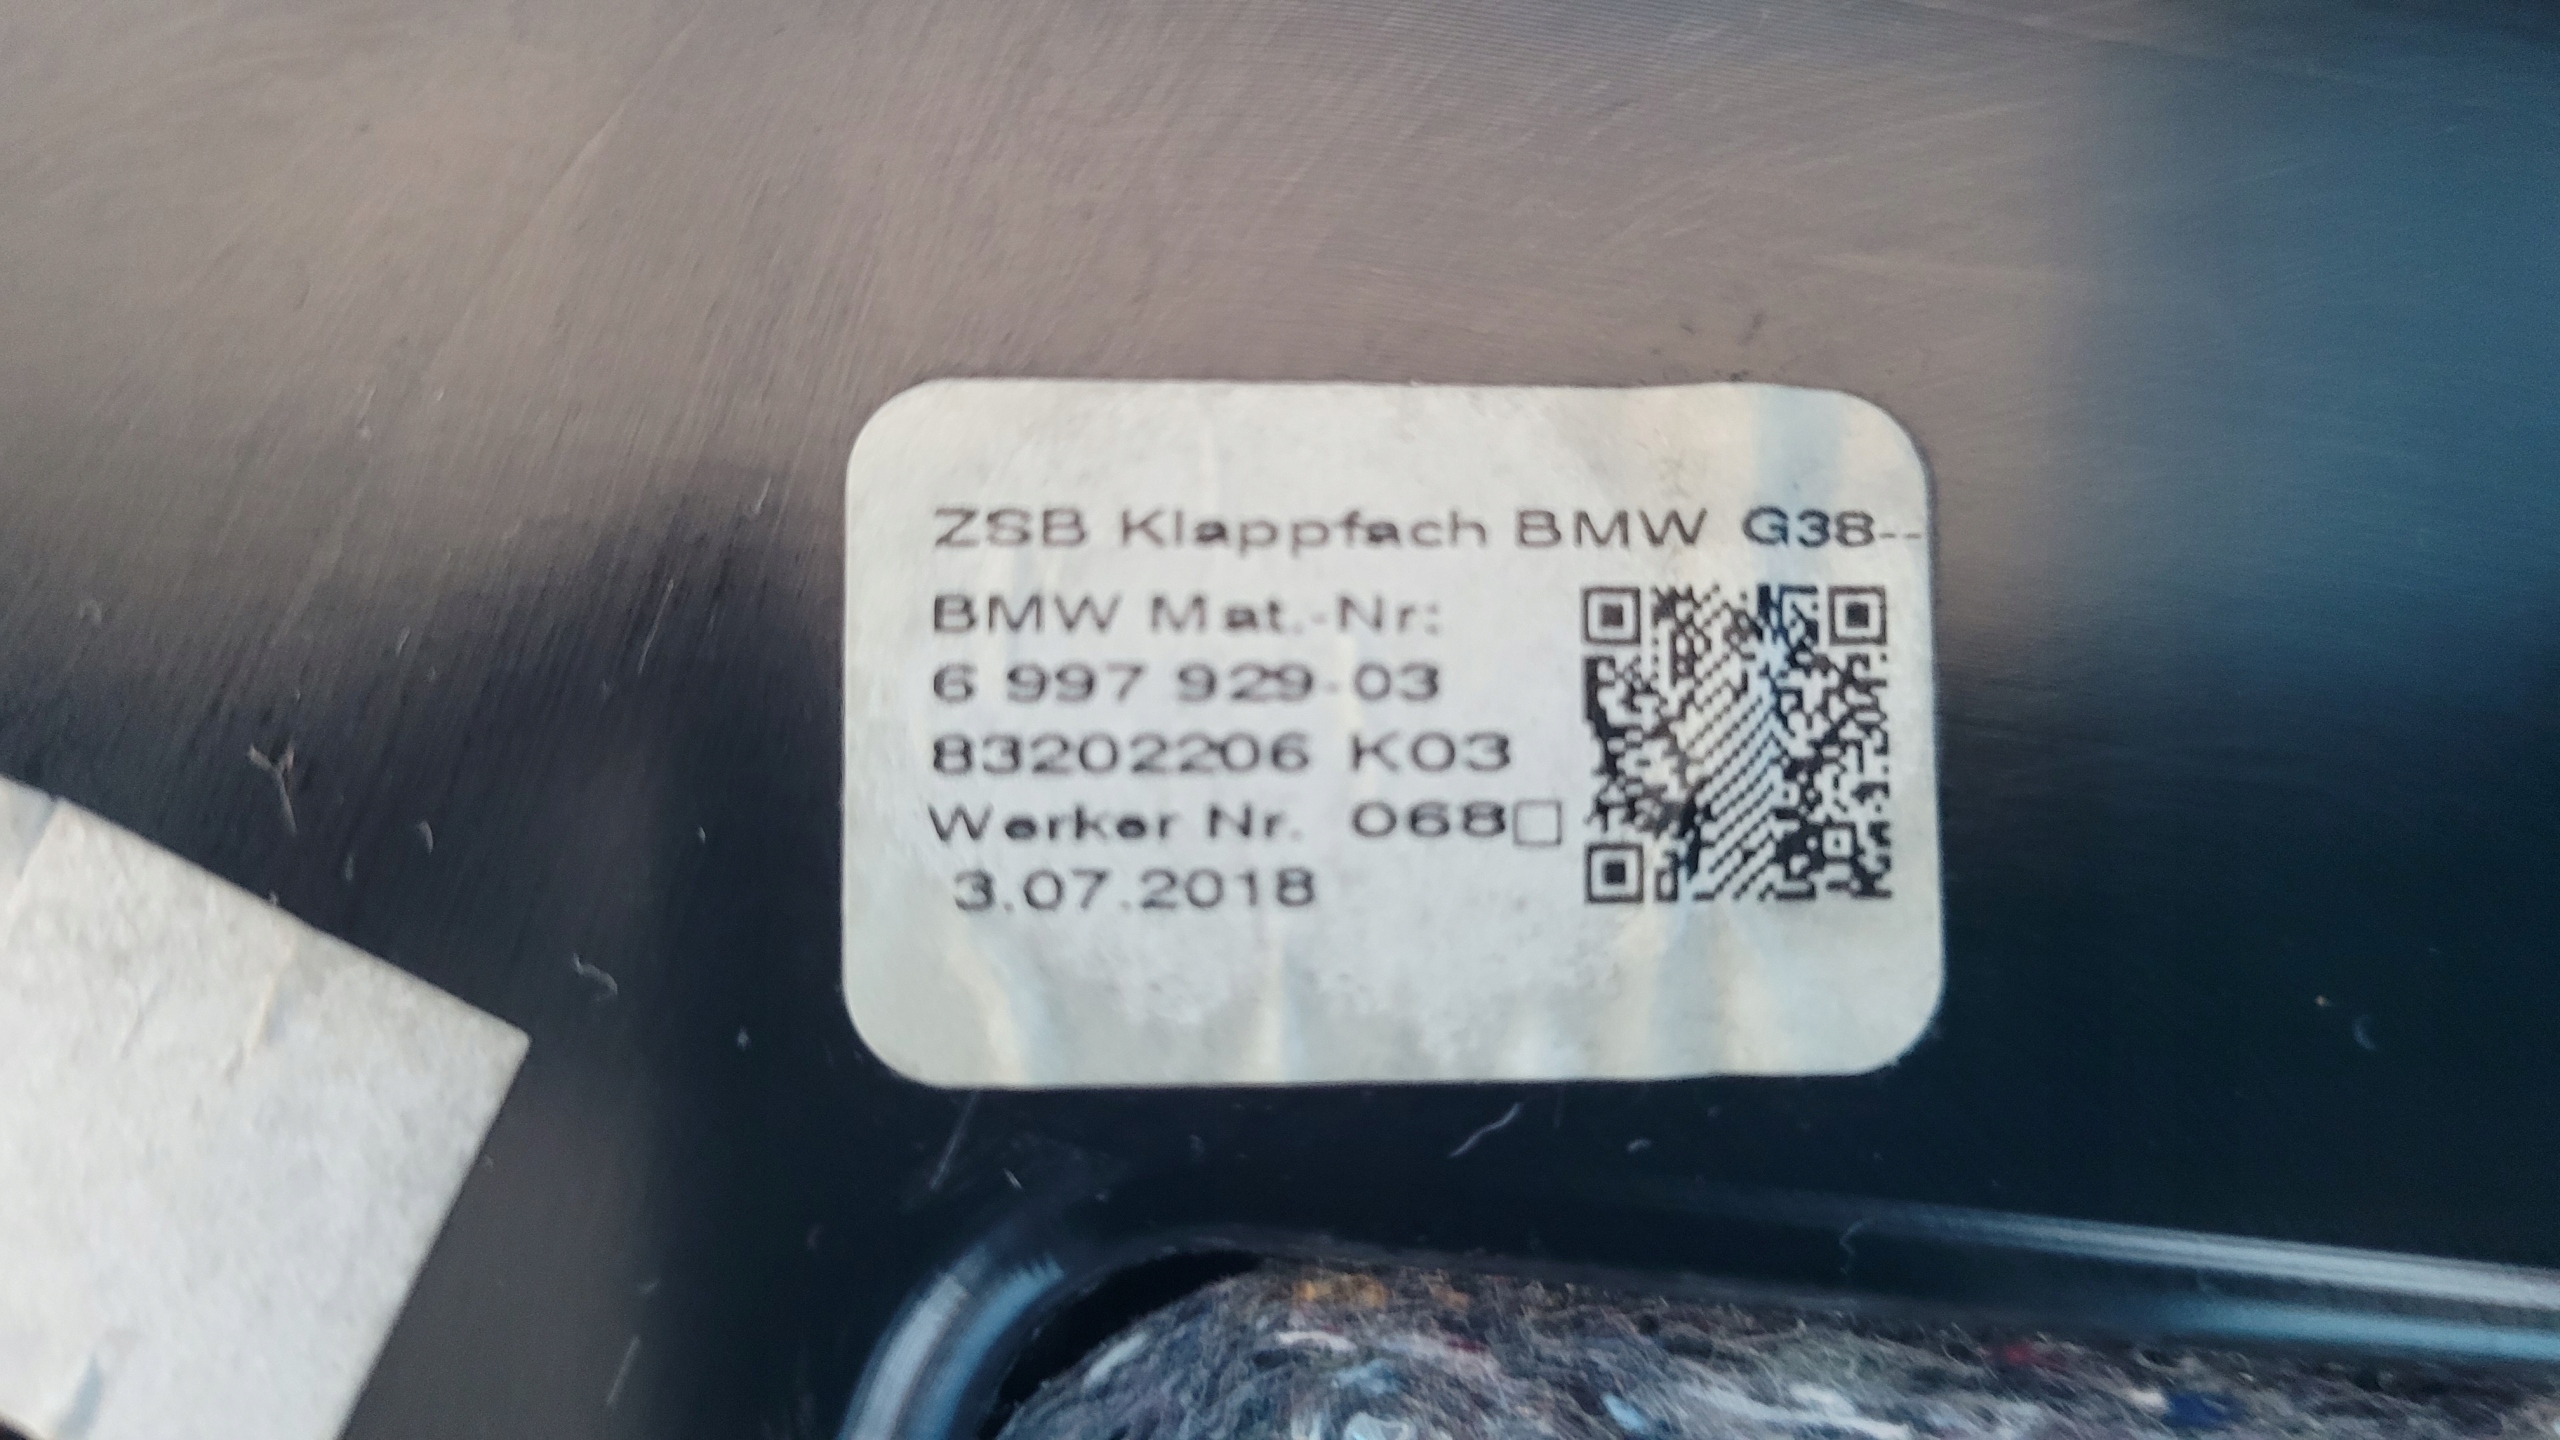 ZSB Klappfach BMW G38--
BMW Mat.-Nr:
6 997 929-03
83202206 K03
Werker Nr. 068□
3.07.2018